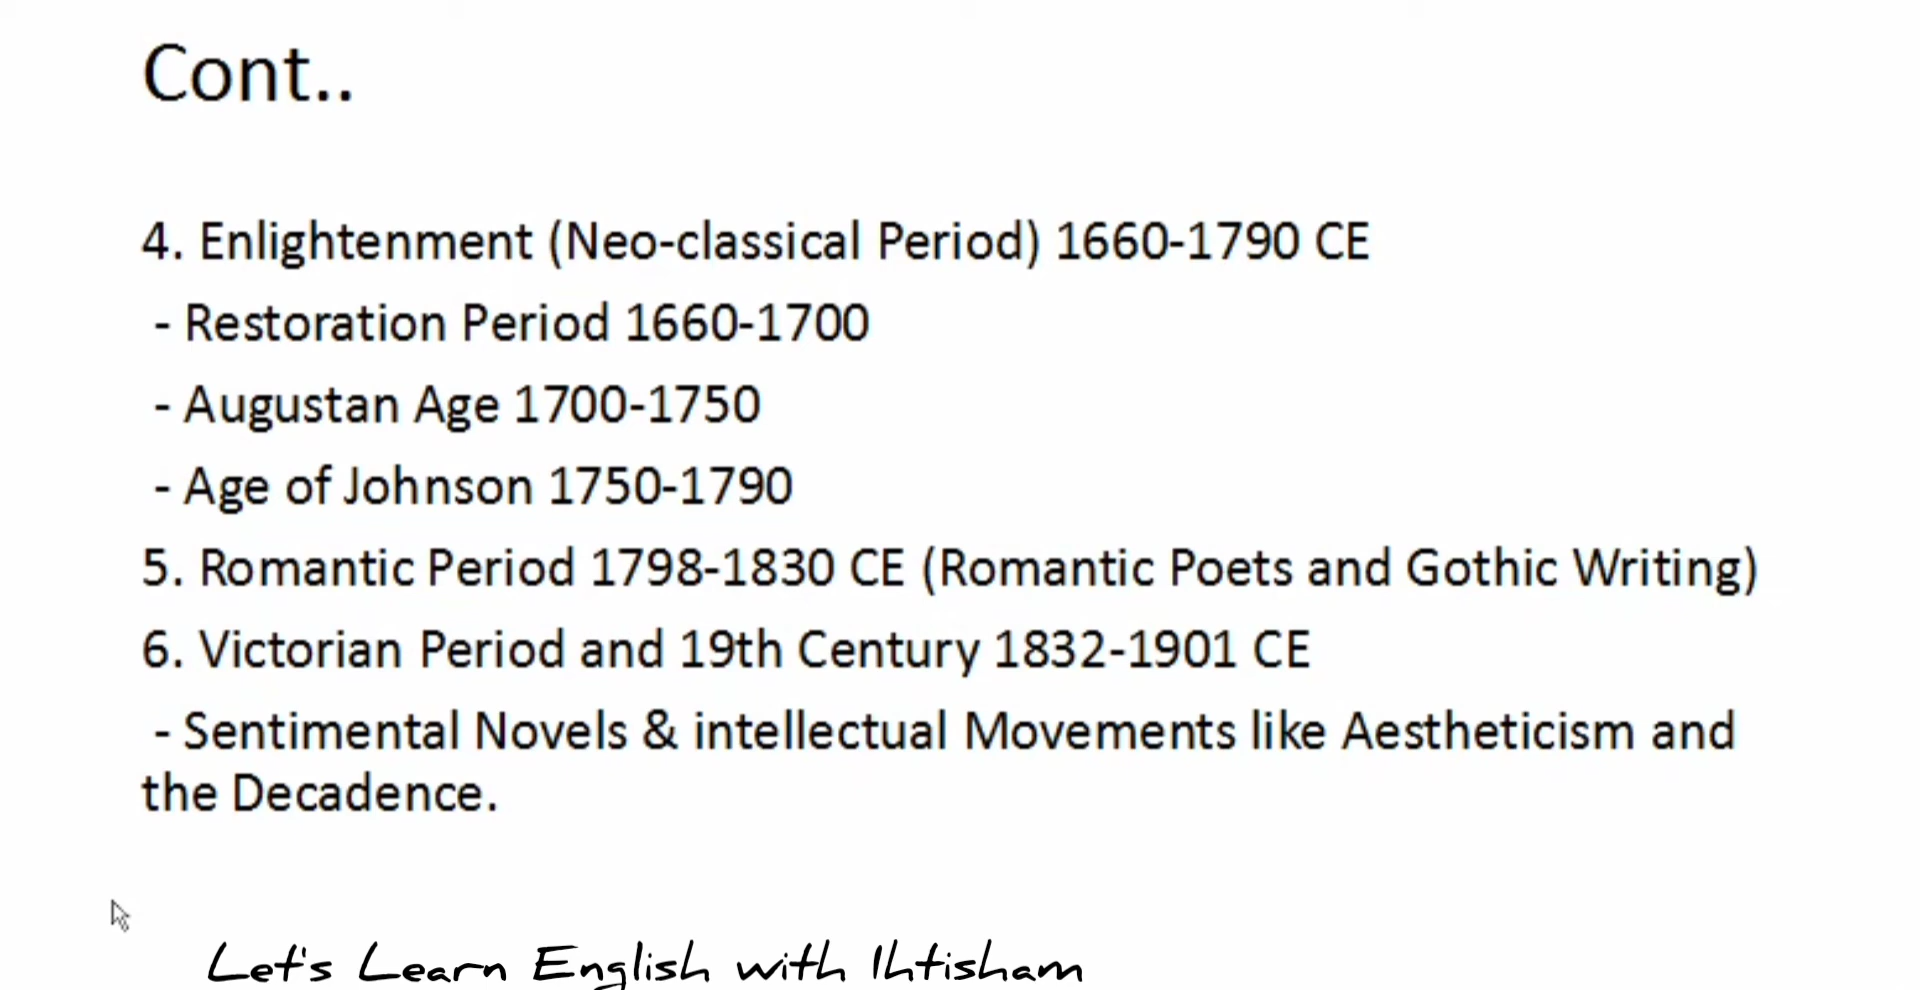 Cont..
4. Enlightenment (Neo-classical Period) 1660-1790 CE
- Restoration Period 1660-1700
- Augustan Age 1700-1750
- Age of Johnson 1750-1790
5. Romantic Period 1798-1830 CE (Romantic Poets and Gothic Writing)
6. Victorian Period and 19th Century 1832-1901 CE
- Sentimental Novels & intellectual Movements like Aestheticism and
the Decadence.
Let's Learn English with Ihtisham